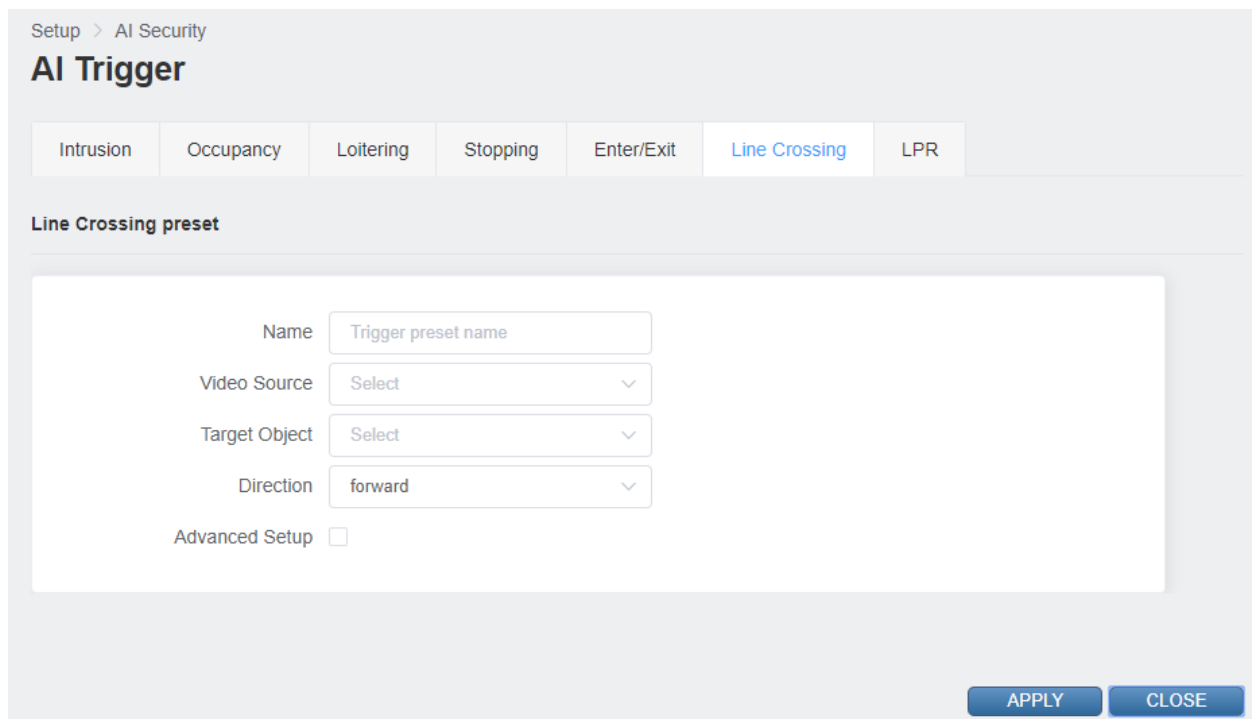 Setup > AI Security
AI Trigger
Intrusion Occupancy Loitering Stopping Enter/Exit Line Crossing LPR
Line Crossing preset
Name Trigger preset name
Video Source Select
Target Object Select
Direction forward
Advanced Setup
APPLY CLOSE